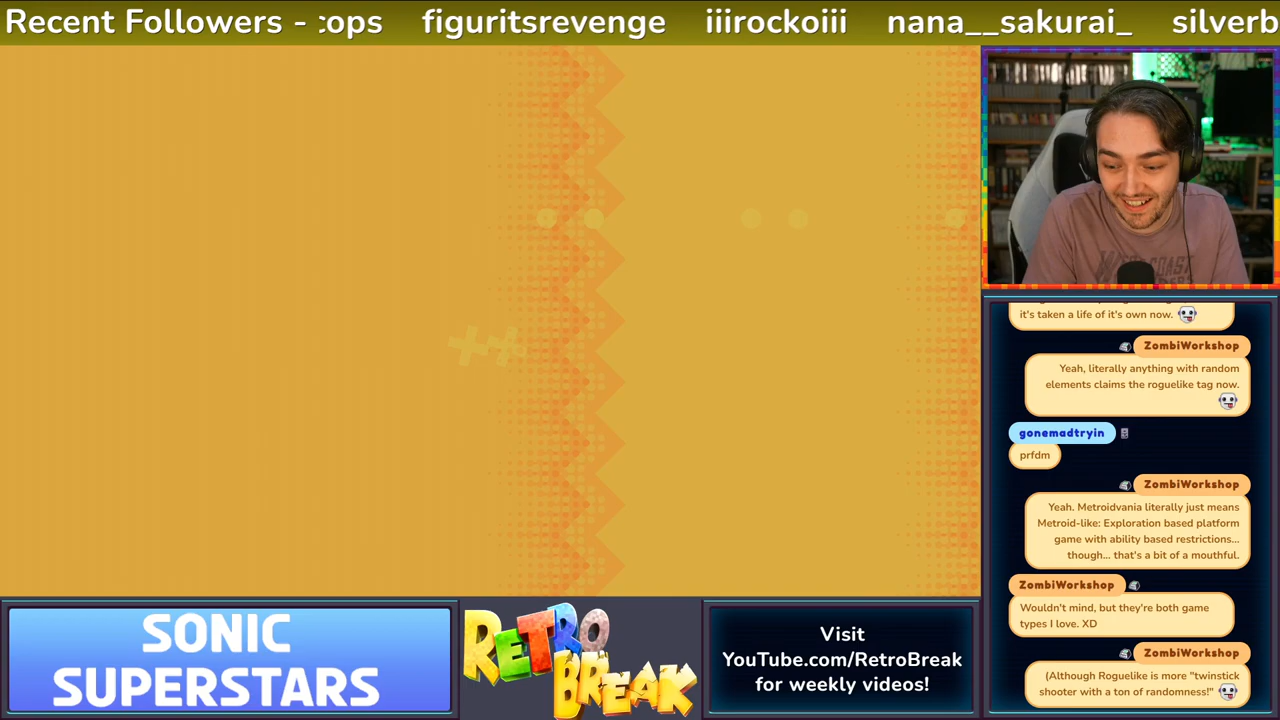 Recent Followers - :ops figuritsrevenge iiirockoiii nana__sakurai_ silverb
it's taken a life of it's own now.
ZombiWorkshop
Yeah, literally anything with random
elements claims the roguelike tag now.
gonemadtryin
prfdm
ZombiWorkshop
Yeah. Metroidvania literally just means
Metroid-like: Exploration based platform
game with ability based restrictions...
though... that's a bit of a mouthful.
ZombiWorkshop
Wouldn't mind, but they're both game
types I love. XD
ZombiWorkshop
(Although Roguelike is more "twinstick
shooter with a ton of randomness!"
SONIC
SUPERSTARS
RETRO
BREAK
Visit
YouTube.com/RetroBreak
for weekly videos!